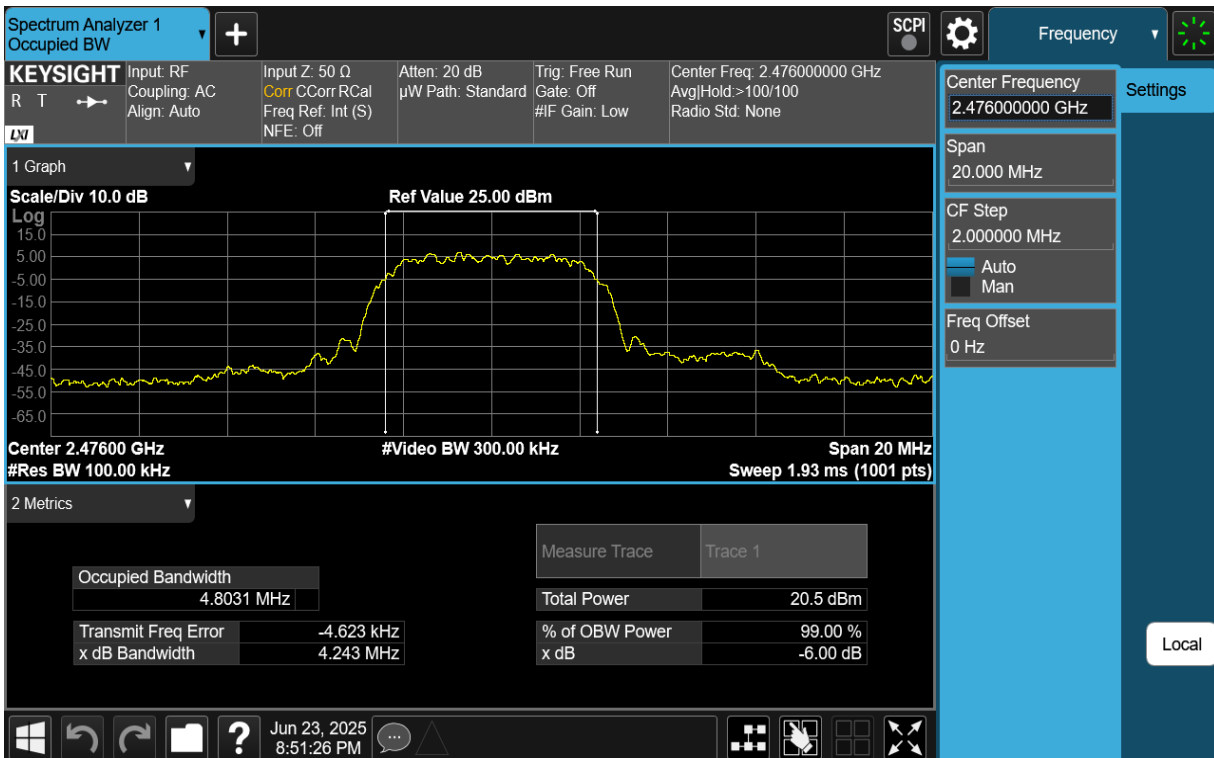 Spectrum Analyzer 1
Occupied BW
+
SCPI
Frequency
KEYSIGHT
R T
LXI
Input: RF
Coupling: AC
Align: Auto
Input Z: 50 Ω
Corr CCorr RCal
Freq Ref: Int (S)
NFE: Off
Atten: 20 dB
µW Path: Standard
Trig: Free Run
Gate: Off
#IF Gain: Low
Center Freq: 2.476000000 GHz
Avg|Hold:>100/100
Radio Std: None
Center Frequency
2.476000000 GHz
Settings
Span
20.000 MHz
CF Step
2.000000 MHz
Auto
Man
Freq Offset
0 Hz
Local
1 Graph
Scale/Div 10.0 dB
Ref Value 25.00 dBm
Log
15.0
5.00
-5.00
-15.0
-25.0
-35.0
-45.0
-55.0
-65.0
Center 2.47600 GHz
#Video BW 300.00 kHz
Span 20 MHz
#Res BW 100.00 kHz
Sweep 1.93 ms (1001 pts)
2 Metrics
Measure Trace
Trace 1
Occupied Bandwidth
4.8031 MHz
Total Power
20.5 dBm
Transmit Freq Error
-4.623 kHz
% of OBW Power
99.00 %
x dB Bandwidth
4.243 MHz
x dB
-6.00 dB
?
Jun 23, 2025
8:51:26 PM